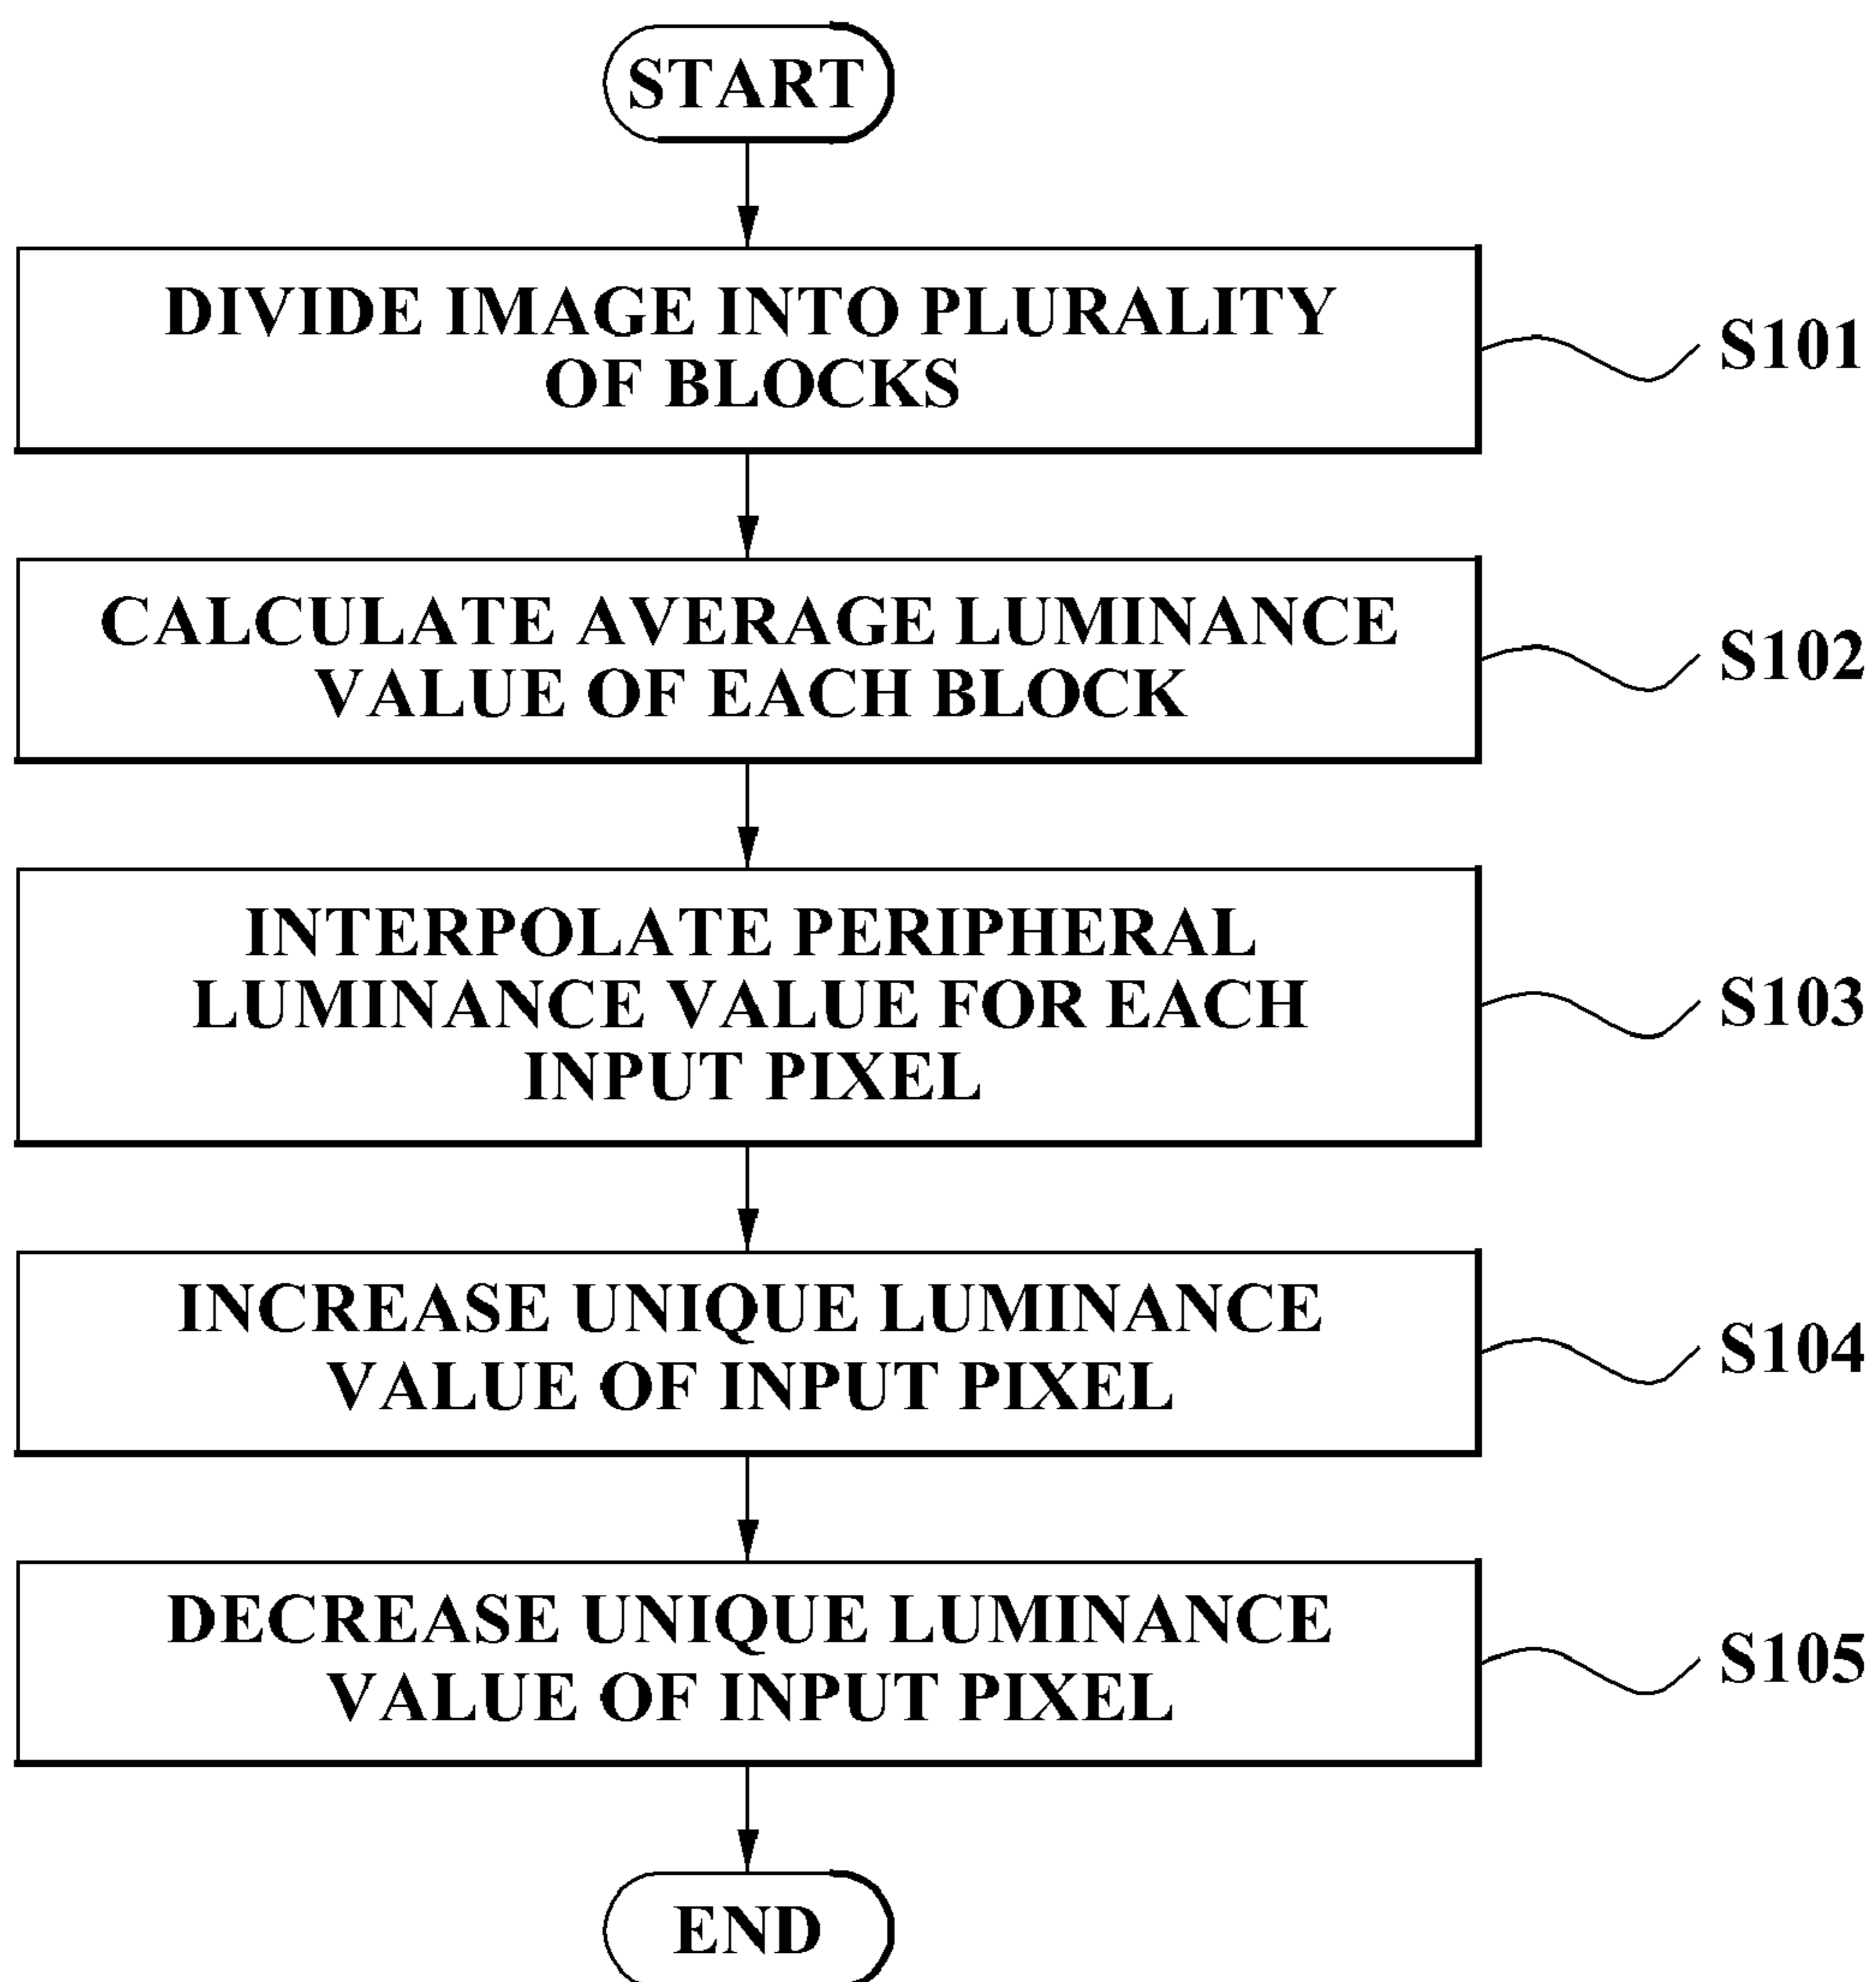 START
DIVIDE IMAGE INTO PLURALITY
OF BLOCKS
S101
CALCULATE AVERAGE LUMINANCE
VALUE OF EACH BLOCK
S102
INTERPOLATE PERIPHERAL
LUMINANCE VALUE FOR EACH
INPUT PIXEL
S103
INCREASE UNIQUE LUMINANCE
VALUE OF INPUT PIXEL
S104
DECREASE UNIQUE LUMINANCE
VALUE OF INPUT PIXEL
S105
END